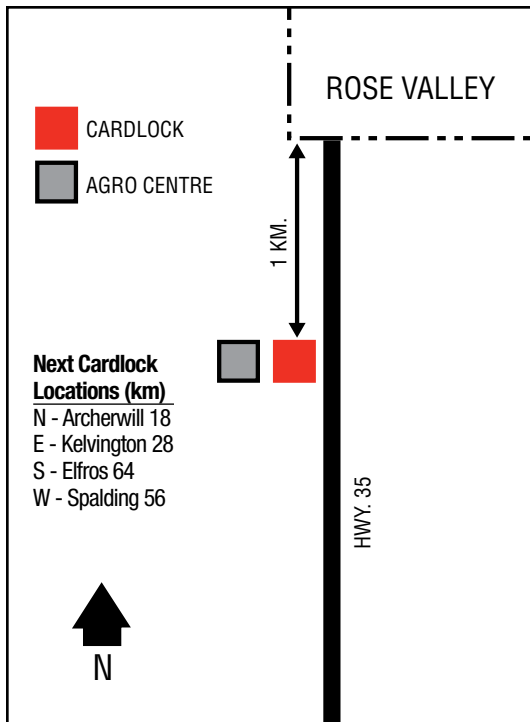 ROSE VALLEY
CARDLOCK
AGRO CENTRE
1 KM.
Next Cardlock
Locations (km)
N - Archerwill 18
E - Kelvington 28
S - Elfros 64
W - Spalding 56
HWY. 35
N